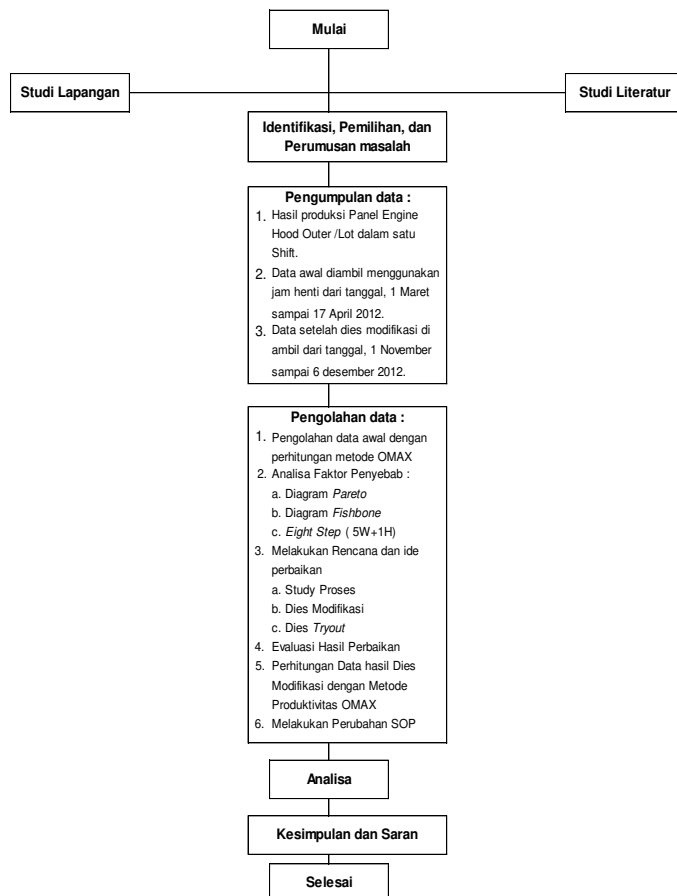 Mulai
Studi Lapangan
Studi Literatur
Identifikasi, Pemilihan, dan
Perumusan masalah
Pengumpulan data :
1. Hasil produksi Panel Engine
Hood Outer /Lot dalam satu
Shift.
2. Data awal diambil menggunakan
jam henti dari tanggal, 1 Maret
sampai 17 April 2012.
3. Data setelah dies modifikasi di
ambil dari tanggal, 1 November
sampai 6 desember 2012.
Pengolahan data :
1. Pengolahan data awal dengan
perhitungan metode OMAX
2. Analisa Faktor Penyebab :
a. Diagram Pareto
b. Diagram Fishbone
c. Eight Step ( 5W+1H)
3. Melakukan Rencana dan ide
perbaikan
a. Study Proses
b. Dies Modifikasi
c. Dies Tryout
4. Evaluasi Hasil Perbaikan
5. Perhitungan Data hasil Dies
Modifikasi dengan Metode
Produktivitas OMAX
6. Melakukan Perubahan SOP
Analisa
Kesimpulan dan Saran
Selesai